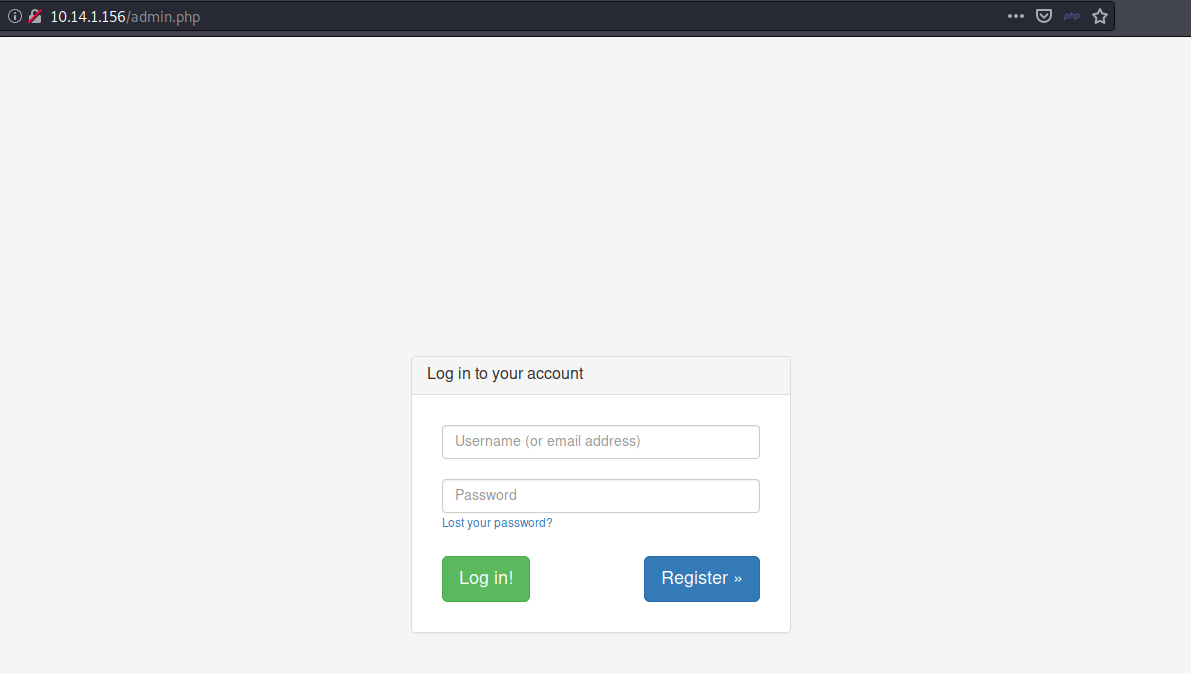 10.14.1.156/admin.php
php
Log in to your account
Username (or email address)
Password
Lost your password?
Log in! Register »